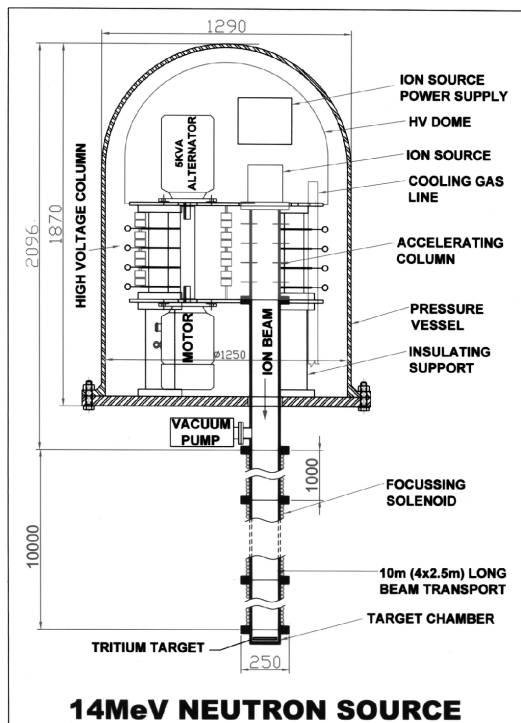 1290
ION SOURCE
POWER SUPPLY
HV DOME
ION SOURCE
COOLING GAS
LINE
5KVA
ALTERNATOR
HIGH VOLTAGE COLUMN
1870
2096
ACCELERATING
COLUMN
PRESSURE
VESSEL
INSULATING
SUPPORT
MOTOR
Ø1250
ION BEAM
VACUUM
PUMP
1000
FOCUSSING
SOLENOID
10000
10m (4x2.5m) LONG
BEAM TRANSPORT
TARGET CHAMBER
TRITIUM TARGET
250
14MeV NEUTRON SOURCE